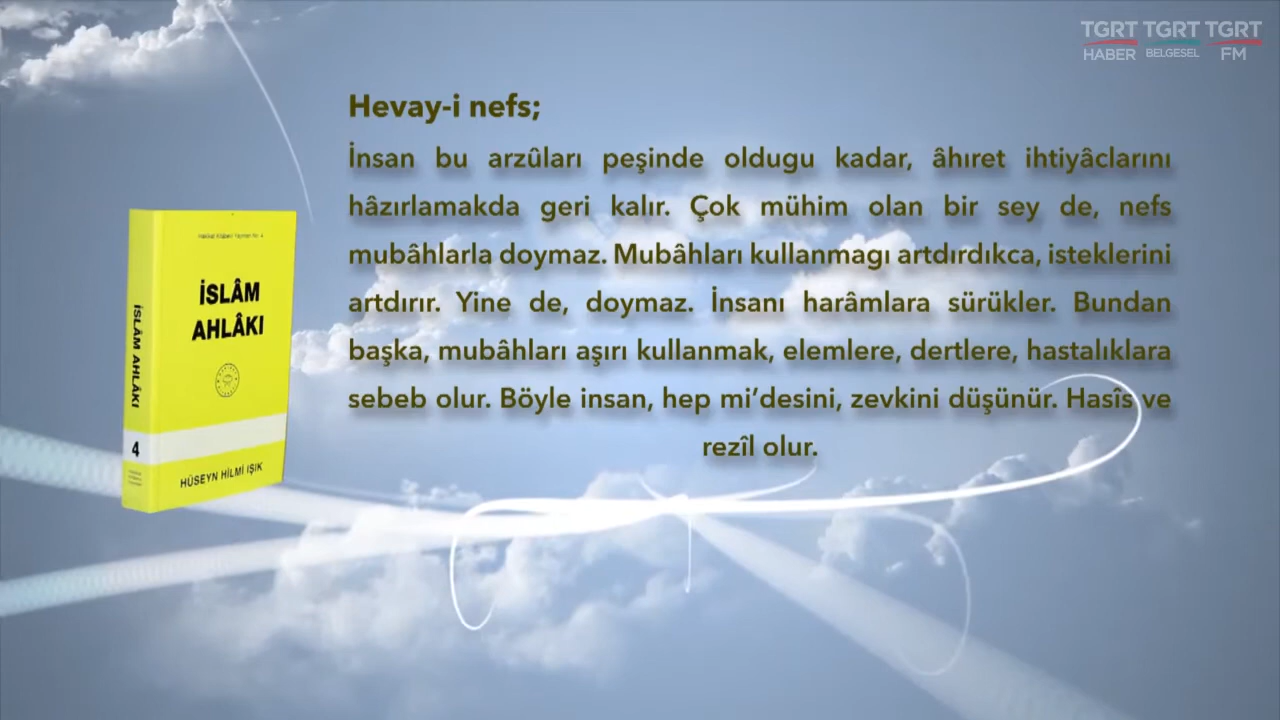 TGRT HABER
TGRT BELGESEL
TGRT FM
Hevay-i nefs;
İnsan bu arzûları peşinde oldugu kadar, âhıret ihtiyâclarını
hâzırlamakda geri kalır. Çok mühim olan bir sey de, nefs
mubâhlarla doymaz. Mubâhları kullanmagı artdırdıkca, isteklerini
artdırır. Yine de, doymaz. İnsanı harâmlara sürükler. Bundan
başka, mubâhları aşırı kullanmak, elemlere, dertlere, hastalıklara
sebeb olur. Böyle insan, hep mi’desini, zevkini düşünür. Hasîs ve
rezîl olur.
İSLÂM AHLÂKI
4
İSLÂM
AHLÂKI
HÜSEYN HİLMİ IŞIK